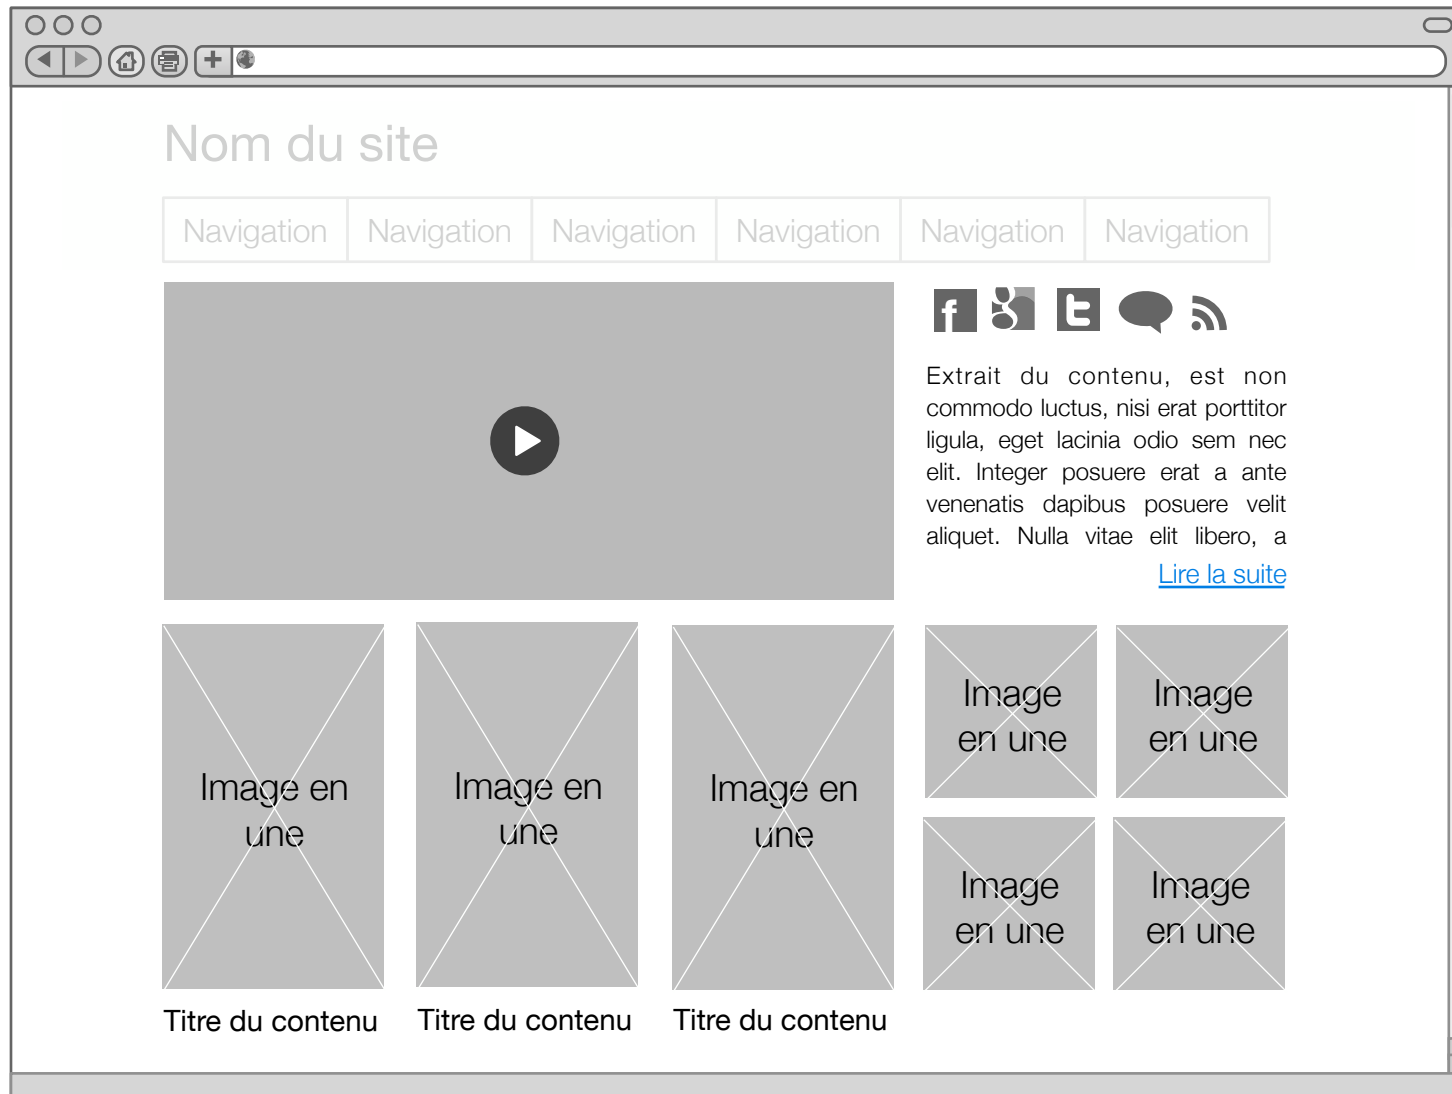 Nom du site
Navigation Navigation Navigation Navigation Navigation Navigation
Extrait du contenu, est non
commodo luctus, nisi erat porttitor
ligula, eget lacinia odio sem nec
elit. Integer posuere erat a ante
venenatis dapibus posuere velit
aliquet. Nulla vitae elit libero, a
Lire la suite
Image en
une
Image en
une
Image en
une
Image
en une
Image
en une
Image
en une
Image
en une
Titre du contenu
Titre du contenu
Titre du contenu